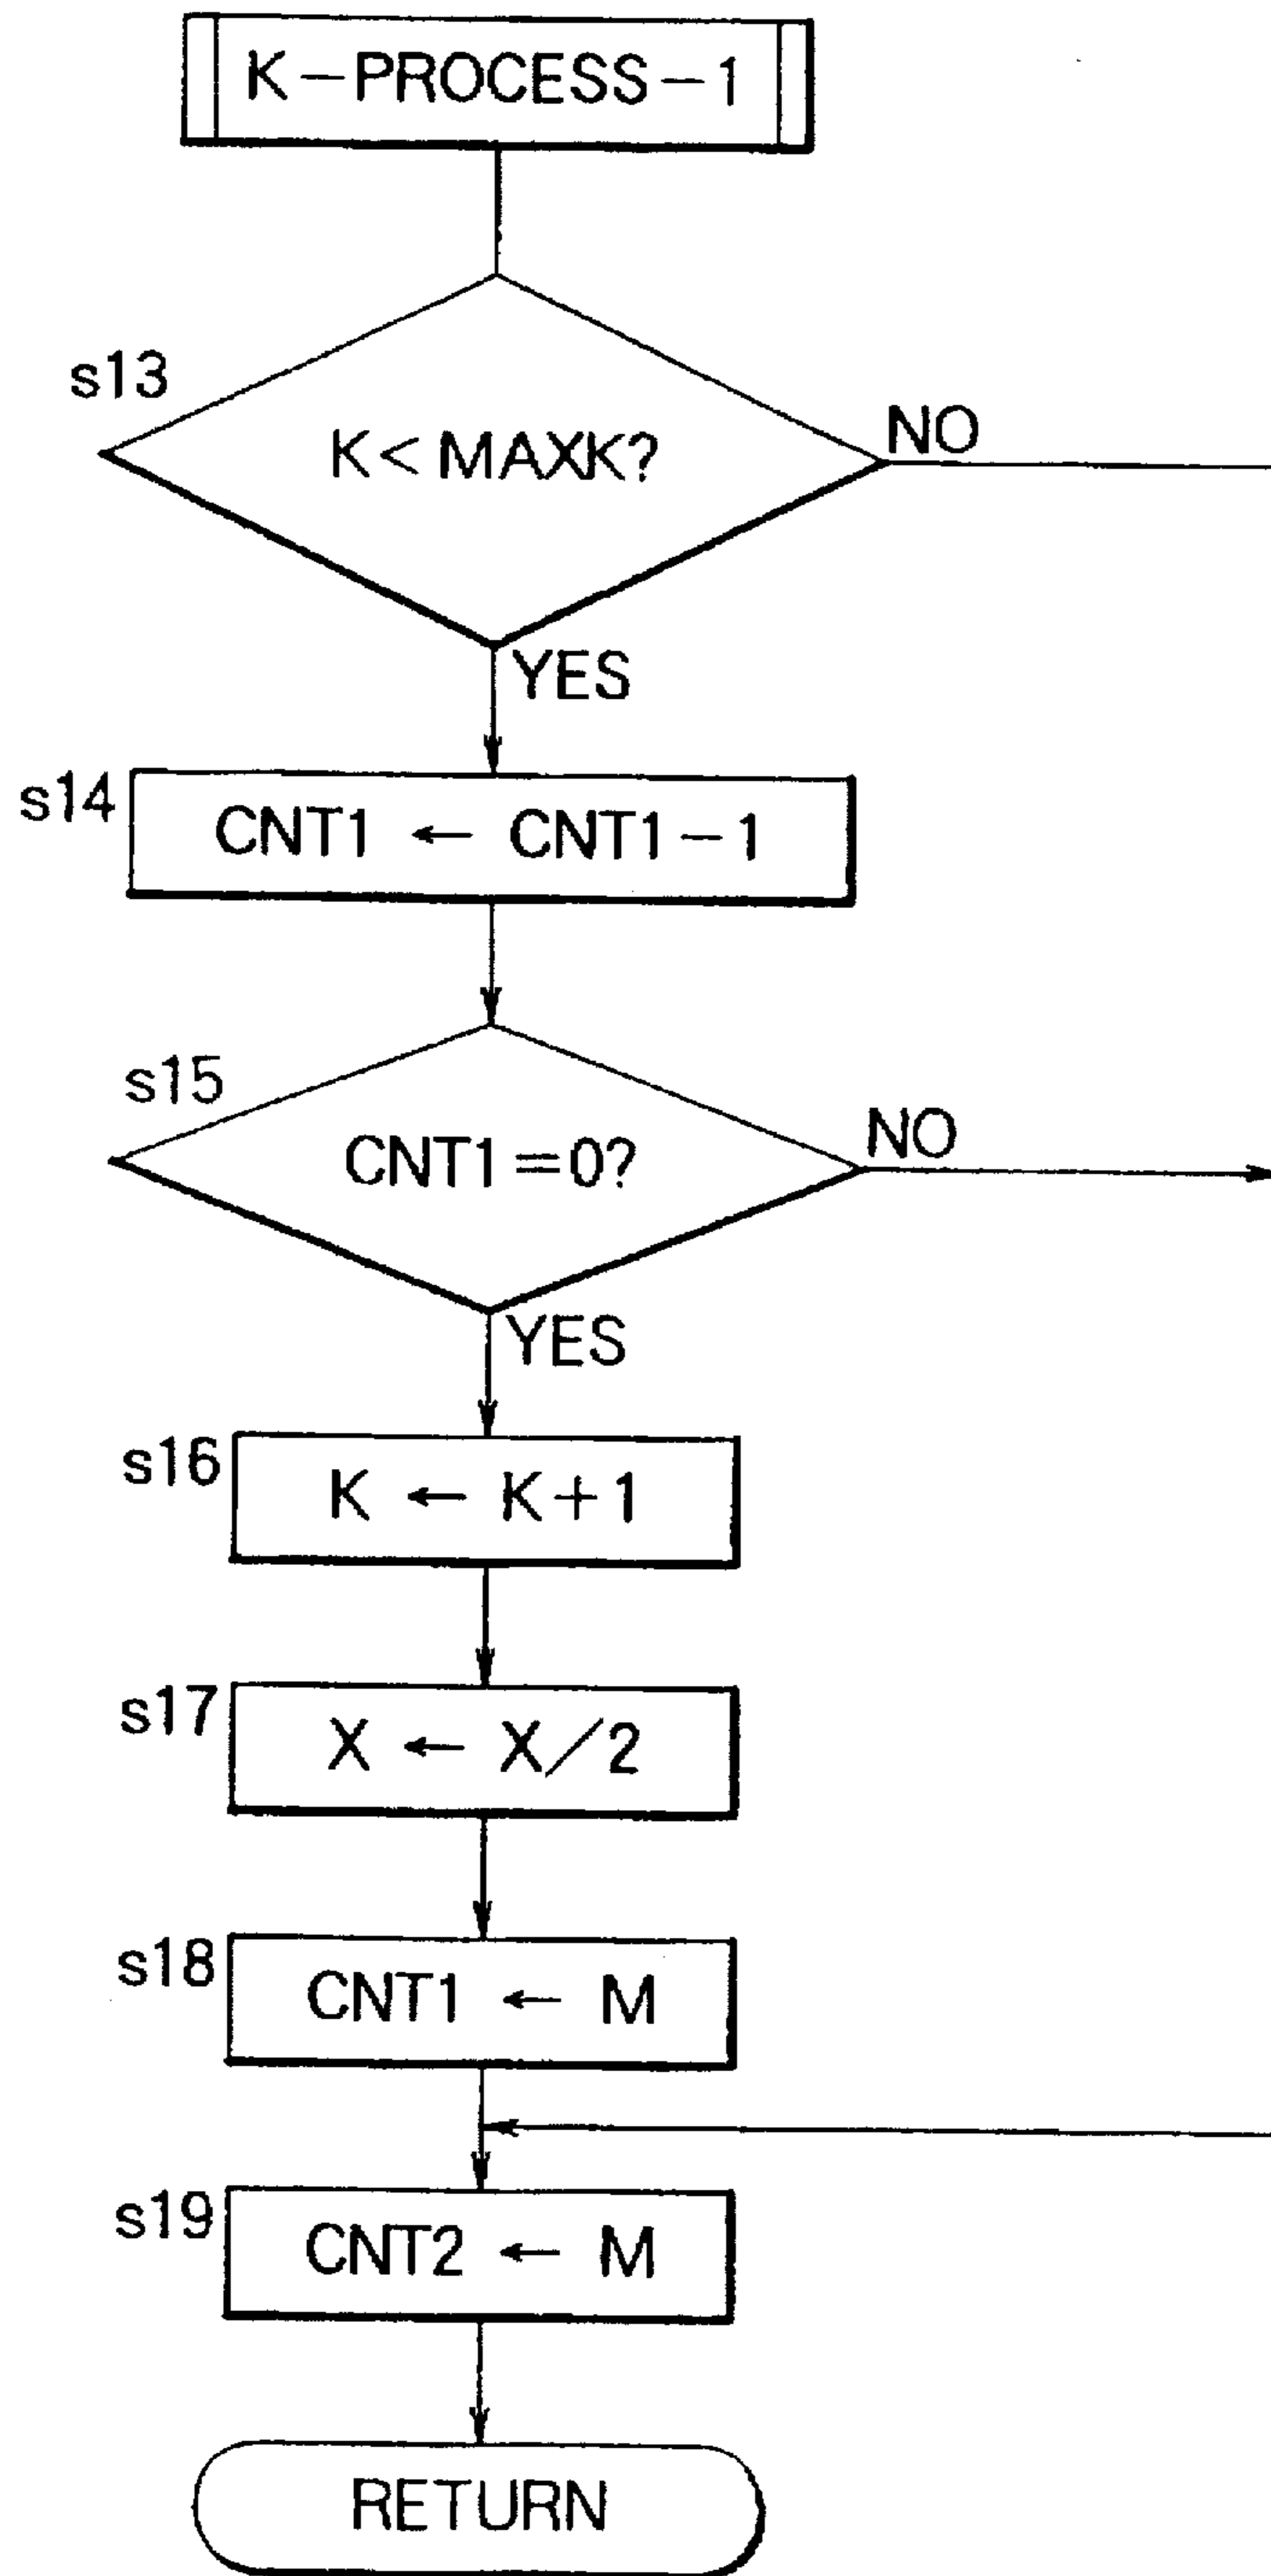 K-PROCESS-1
s13
K<MAXK?
NO
YES
s14
CNT1 ← CNT1-1
s15
CNT1=0?
NO
YES
s16
K ← K+1
s17
X ← X/2
s18
CNT1 ← M
s19
CNT2 ← M
RETURN